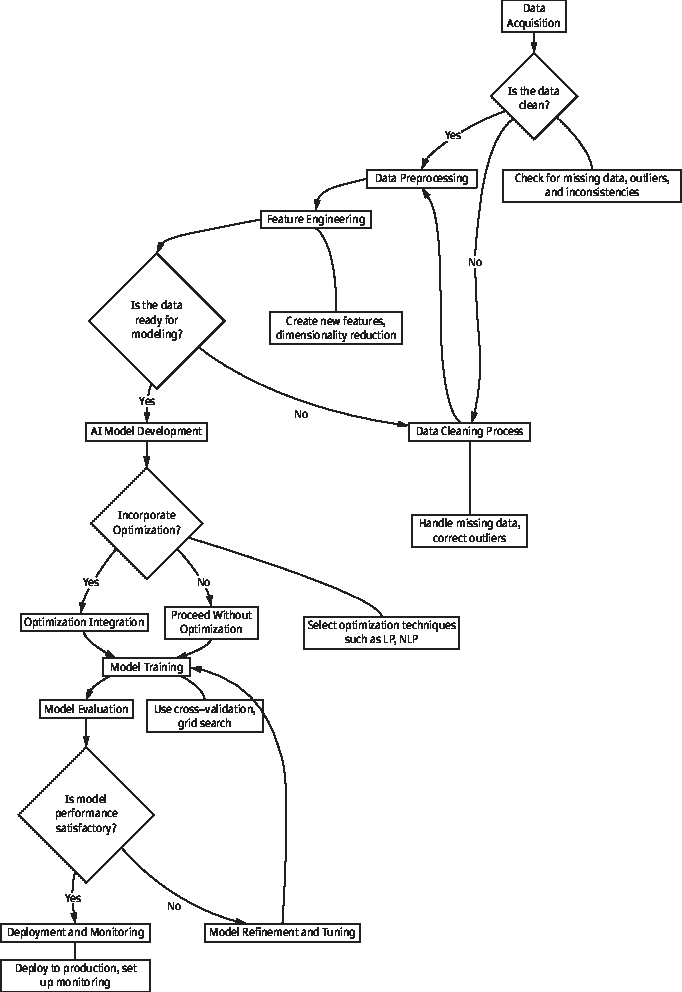 Data
Acquisition
Is the data
clean?
Yes
Data Preprocessing
Check for missing data, outliers,
and inconsistencies
Feature Engineering
No
Is the data
ready for
modeling?
Create new features,
dimensionality reduction
Yes
No
AI Model Development
Data Cleaning Process
Incorporate
Optimization?
Handle missing data,
correct outliers
Yes
No
Optimization Integration
Proceed Without
Optimization
Select optimization techniques
such as LP, NLP
Model Training
Model Evaluation
Use cross–validation,
grid search
Is model
performance
satisfactory?
Yes
No
Deployment and Monitoring
Model Refinement and Tuning
Deploy to production, set
up monitoring